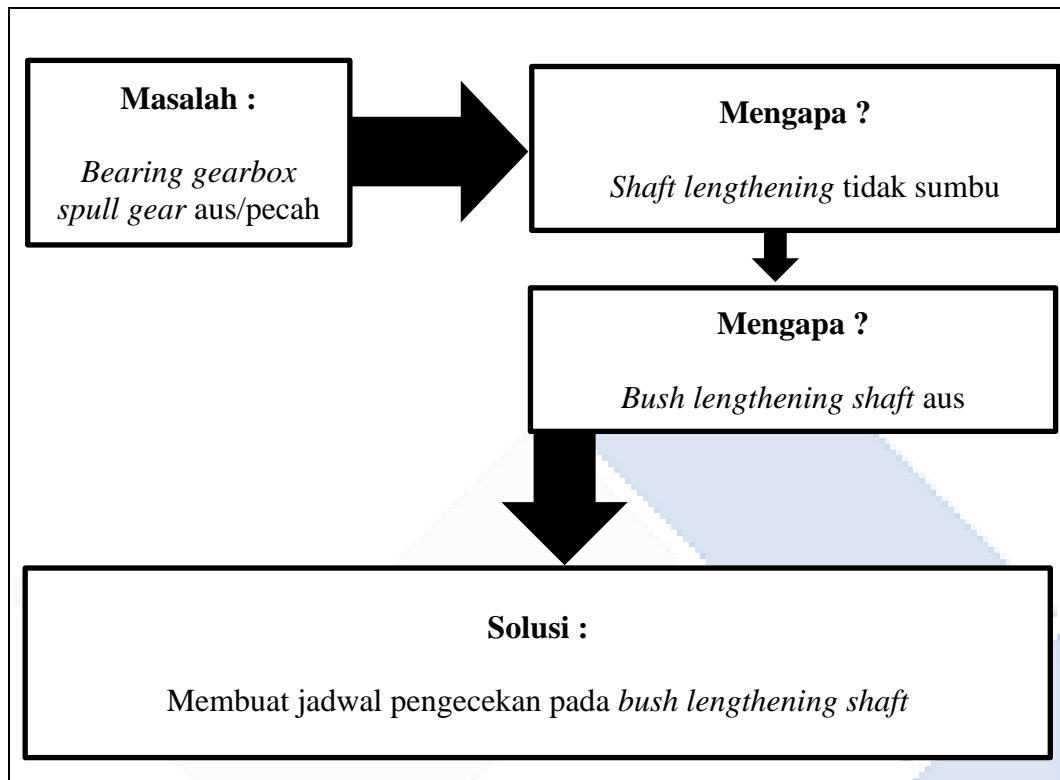 Masalah :
Bearing gearbox
spull gear aus/pecah
Mengapa ?
Shaft lengthening tidak sumbu
Mengapa ?
Bush lengthening shaft aus
Solusi :
Membuat jadwal pengecekan pada bush lengthening shaft